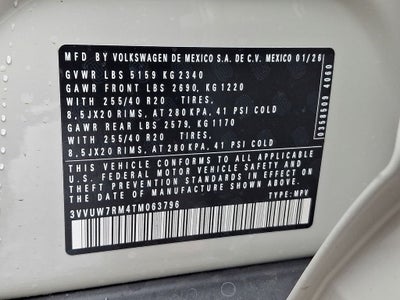 MFD BY VOLKSWAGEN DE MEXICO S.A. DE C.V. MEXICO 01/26
GVWR LBS 5159 KG 2340
GAWR FRONT LBS 2690, KG 1220
WITH 255/40 R20 TIRES,
8.5JX20 RIMS, AT 280 KPA, 41 PSI COLD
GAWR REAR LBS 2579, KG 1170
WITH 255/40 R20 TIRES,
8.5JX20 RIMS, AT 280 KPA, 41 PSI COLD
THIS VEHICLE CONFORMS TO ALL APPLICABLE
U.S. FEDERAL MOTOR VEHICLE SAFETY AND
THEFT PREVENTION STANDARDS IN EFFECT ON
THE DATE OF MANUFACTURE SHOWN ABOVE.
3VVUW7RM4TM063796 TYPE: MPV